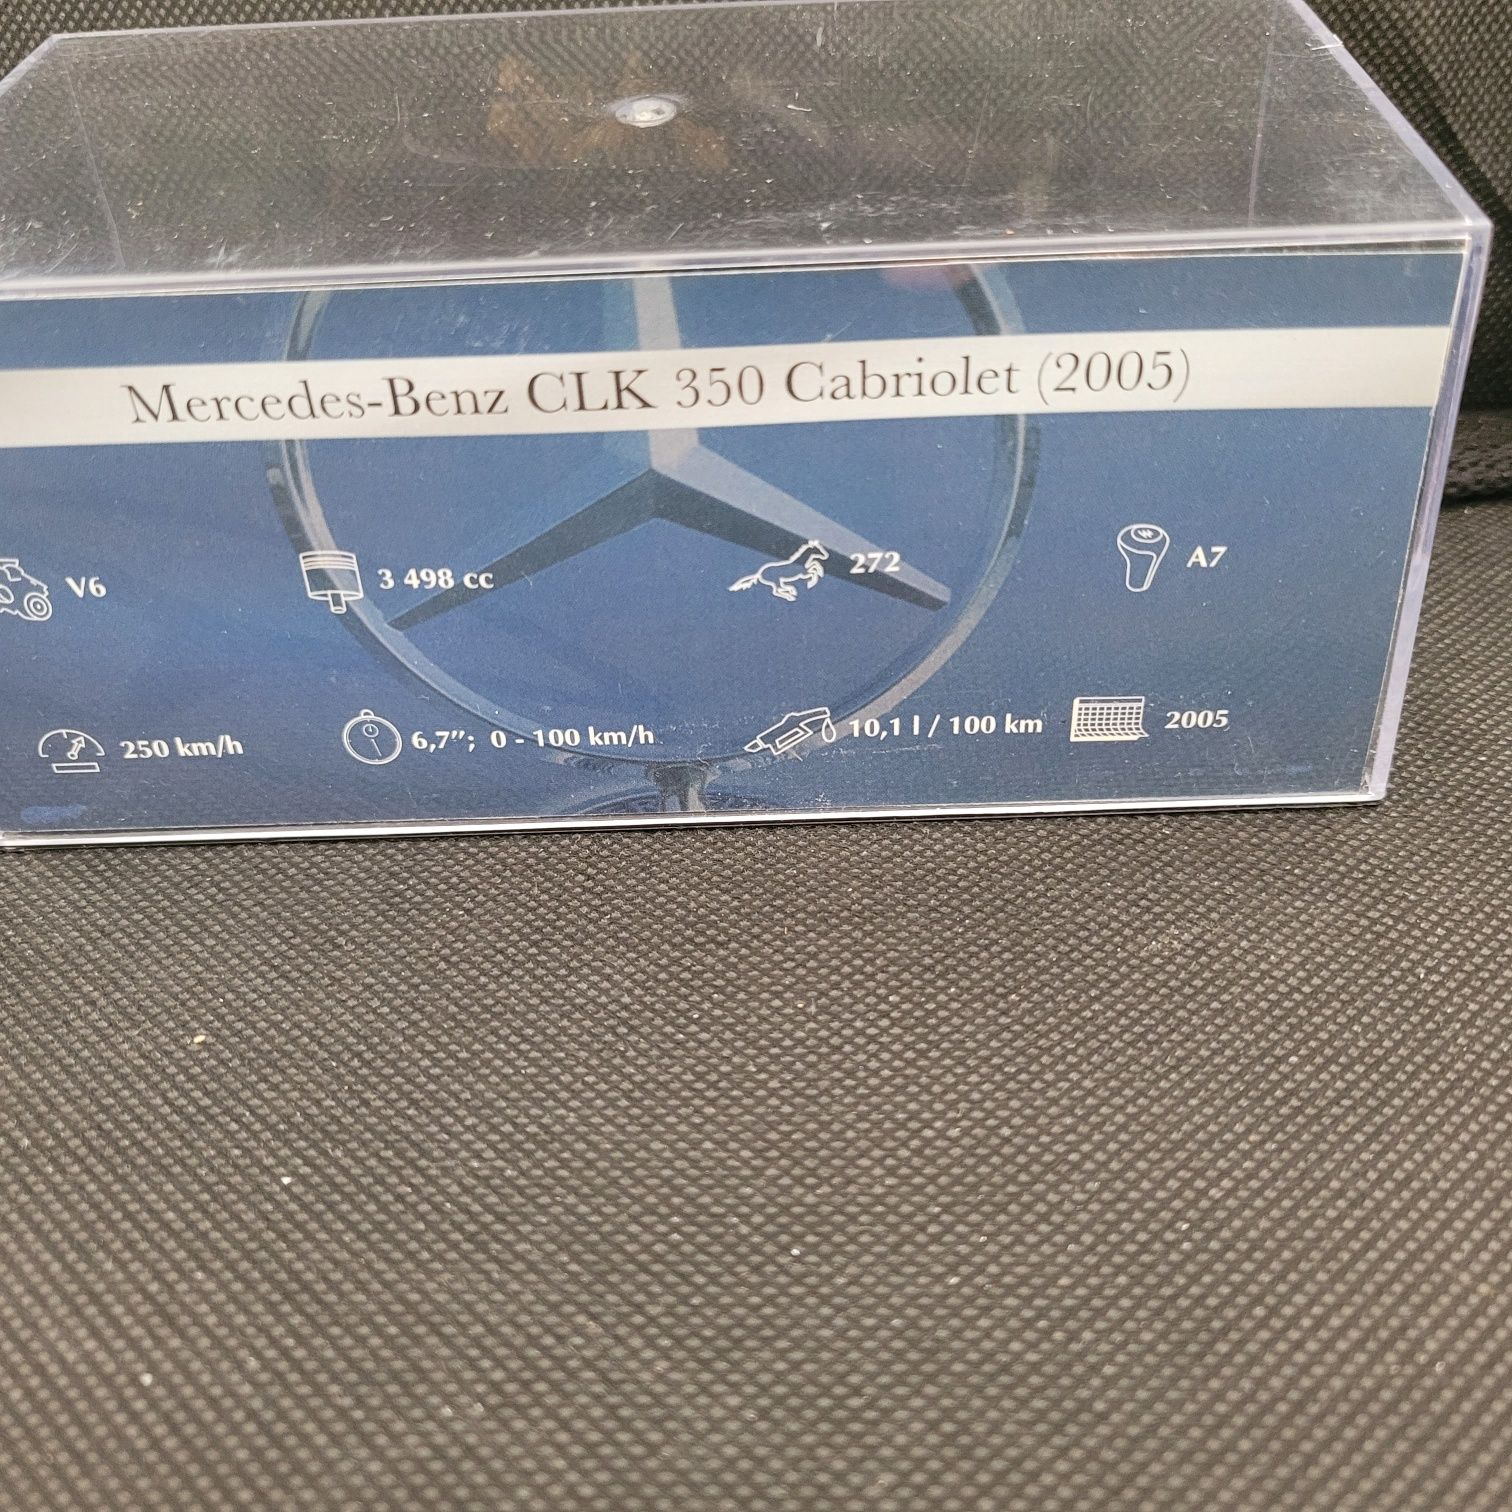 Mercedes-Benz CLK 350 Cabriolet (2005)
V6 3 498 cc 272 A7
250 km/h 6,7"; 0 - 100 km/h 10,1 l / 100 km 2005